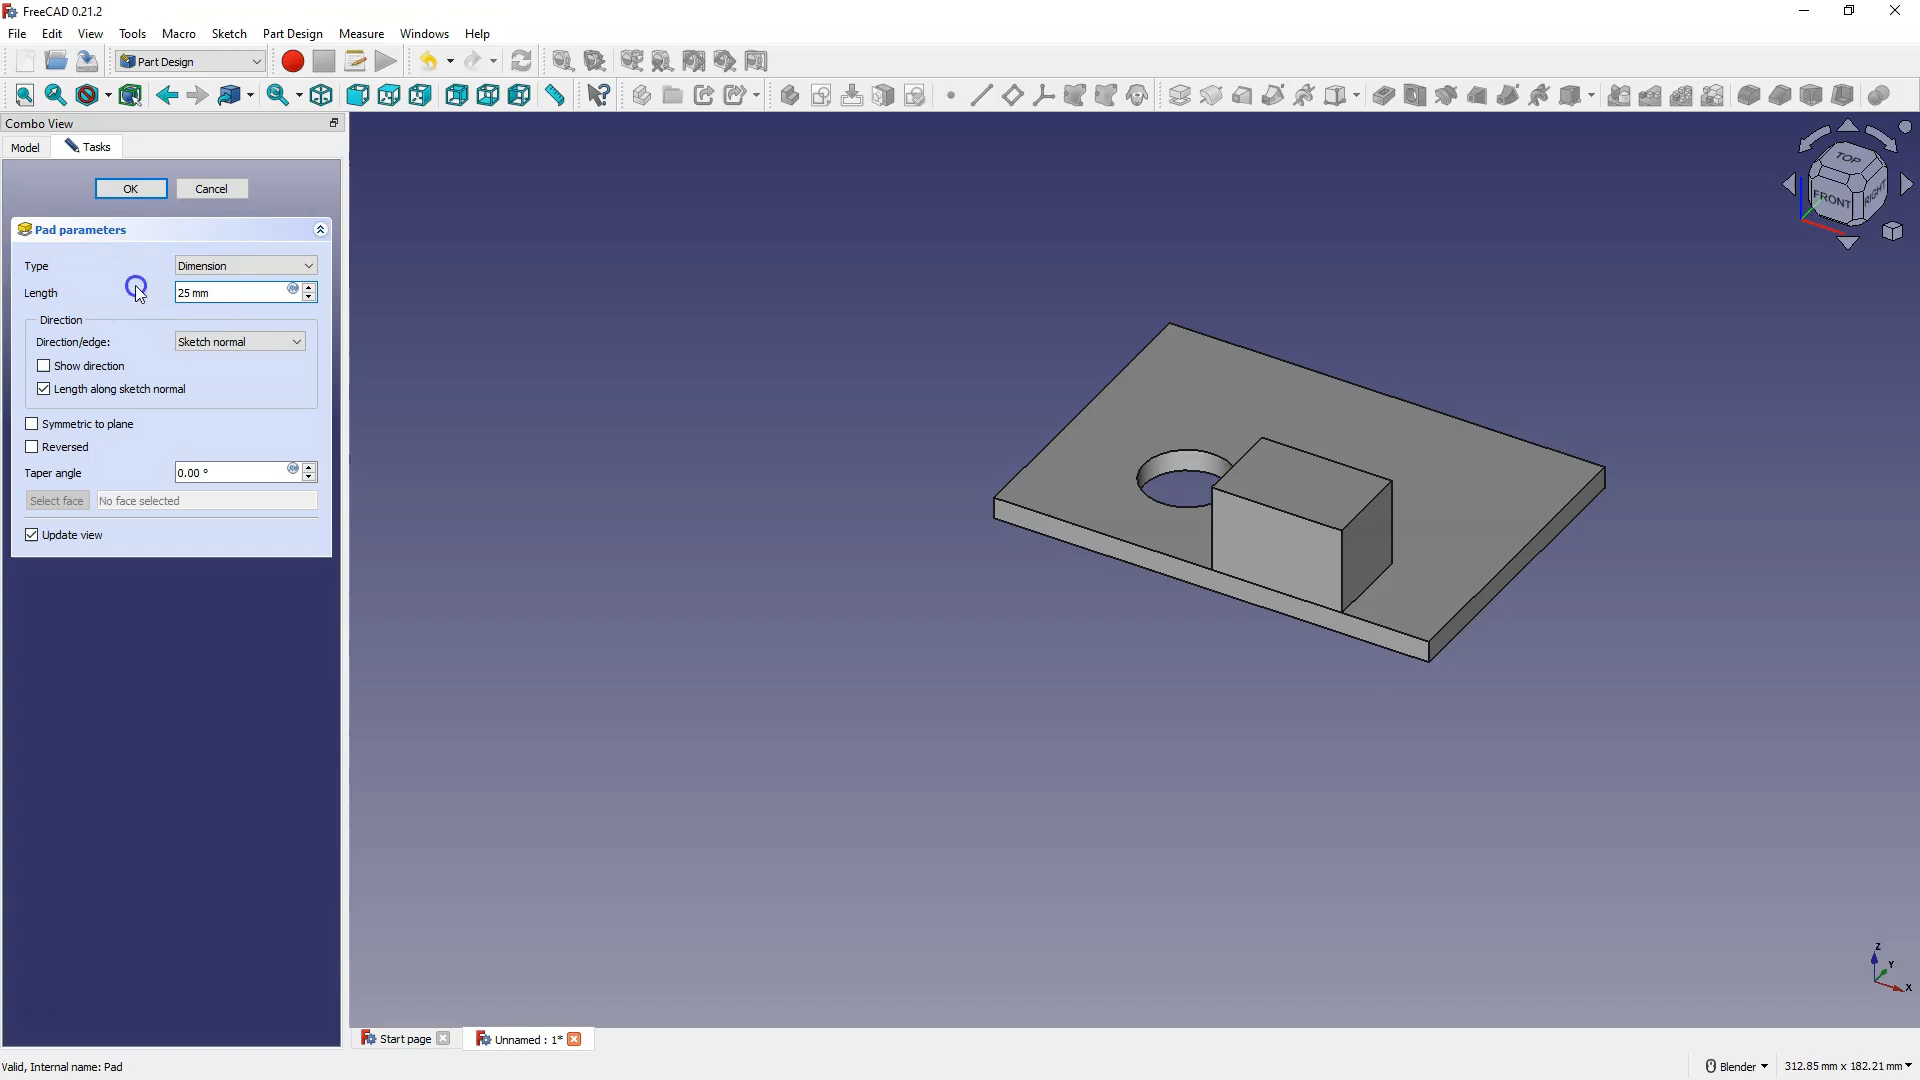 FreeCAD 0.21.2
File Edit View Tools Macro Sketch Part Design Measure Windows Help
Part Design
Combo View
Model Tasks
OK Cancel
Pad parameters
Type Dimension
Length 25 mm
Direction
Direction/edge: Sketch normal
Show direction
Length along sketch normal
Symmetric to plane
Reversed
Taper angle 0.00 °
Select face No face selected
Update view
TOP
FRONT RIGHT
Z
Y
X
Start page Unnamed : 1*
Valid, Internal name: Pad Blender 312.85 mm x 182.21 mm